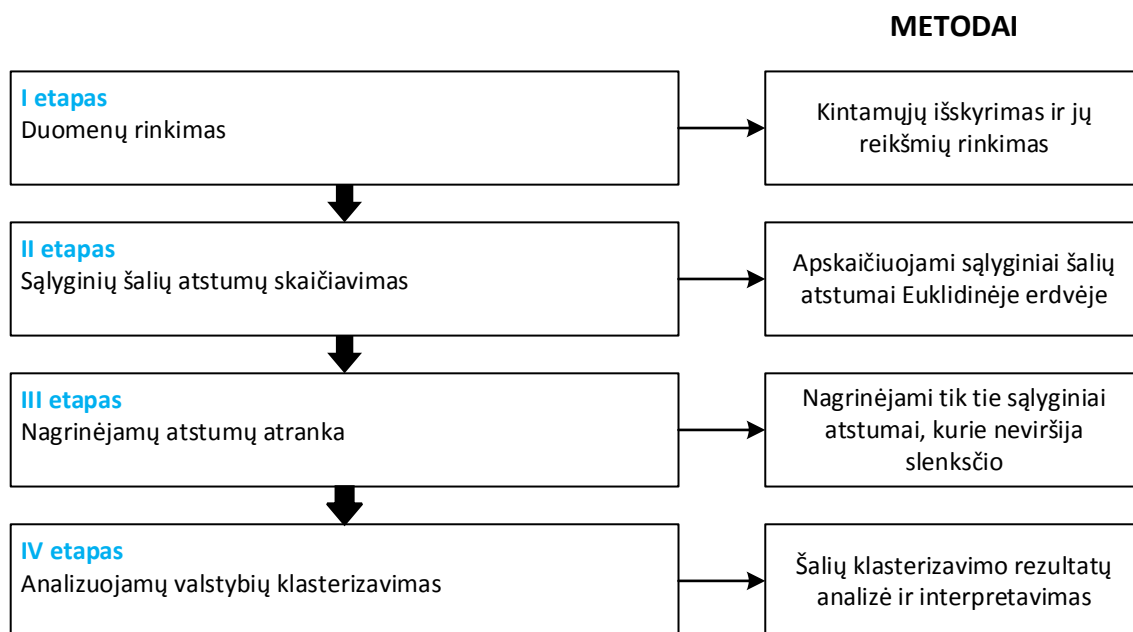 METODAI
I etapas
Duomenų rinkimas
Kintamųjų išskyrimas ir jų
reikšmių rinkimas
II etapas
Sąlyginių šalių atstumų skaičiavimas
Apskaičiuojami sąlyginiai šalių
atstumai Euklidinėje erdvėje
III etapas
Nagrinėjamų atstumų atranka
Nagrinėjami tik tie sąlyginiai
atstumai, kurie neviršija
slenksčio
IV etapas
Analizuojamų valstybių klasterizavimas
Šalių klasterizavimo rezultatų
analizė ir interpretavimas